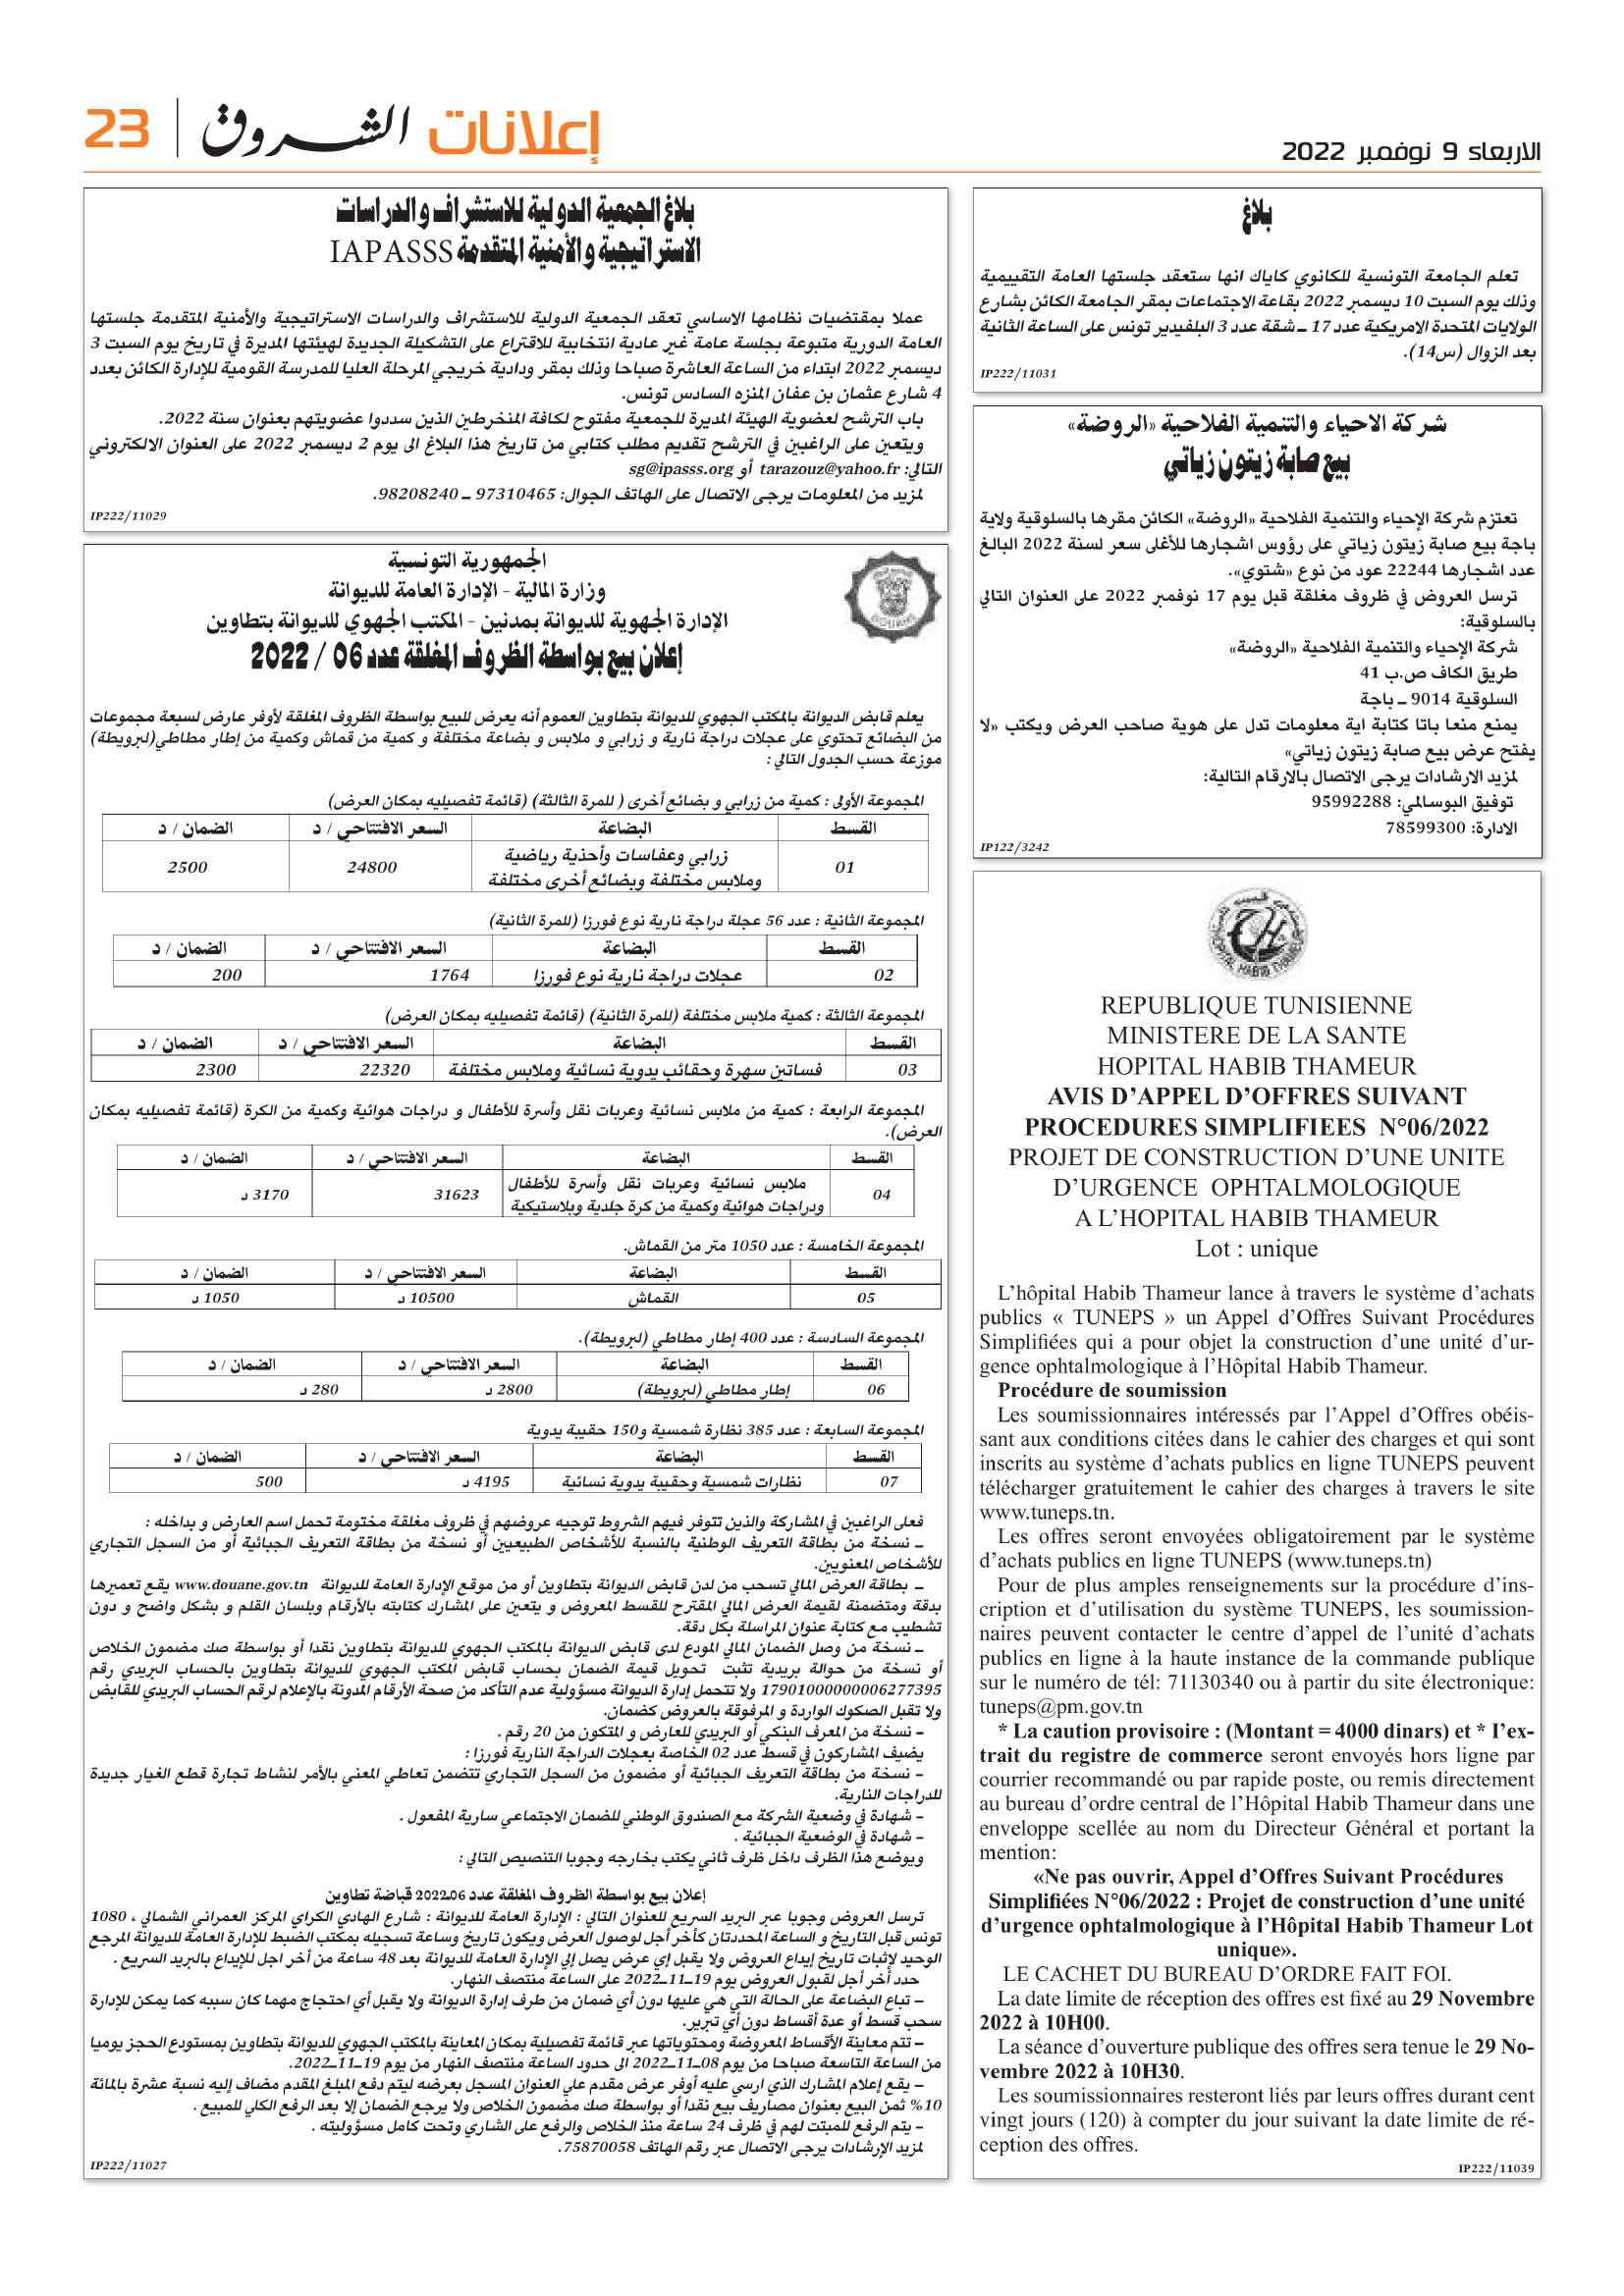 الاربعاء 9 نوفمبر 2022
إعلانات الشروق 23
بلاغ
تعلم الجامعة التونسية للكانوي كاياك انها ستعقد جلستها العامة التقييمية
وذلك يوم السبت 10 ديسمبر 2022 بقاعة الاجتماعات بمقر الجامعة الكائن بشارع
الولايات المتحدة الامريكية عدد 17 ـ شقة عدد 3 البلفيدير تونس على الساعة الثانية
بعد الزوال (س14).
IP222/11031
شركة الاحياء والتنمية الفلاحية «الروضة»
بيع صابة زيتون زياتي
تعتزم شركة الإحياء والتنمية الفلاحية «الروضة» الكائن مقرها بالسلوقية ولاية
باجة بيع صابة زيتون زياتي على رؤوس اشجارها للأغلى سعر لسنة 2022 البالغ
عدد اشجارها 22244 عود من نوع «شتوي».
ترسل العروض في ظروف مغلقة قبل يوم 17 نوفمبر 2022 على العنوان التالي
بالسلوقية:
شركة الإحياء والتنمية الفلاحية «الروضة»
طريق الكاف ص.ب 41
السلوقية 9014 ـ باجة
يمنع منعا باتا كتابة اية معلومات تدل على هوية صاحب العرض ويكتب «لا
يفتح عرض بيع صابة زيتون زياتي»
لمزيد الارشادات يرجى الاتصال بالارقام التالية:
توفيق البوسالمي: 95992288
الادارة: 78599300
IP122/3242
REPUBLIQUE TUNISIENNE
MINISTERE DE LA SANTE
HOPITAL HABIB THAMEUR
AVIS D’APPEL D’OFFRES SUIVANT
PROCEDURES SIMPLIFIEES N°06/2022
PROJET DE CONSTRUCTION D’UNE UNITE
D’URGENCE OPHTALMOLOGIQUE
A L’HOPITAL HABIB THAMEUR
Lot : unique
L’hôpital Habib Thameur lance à travers le système d’achats
publics « TUNEPS » un Appel d’Offres Suivant Procédures
Simplifiées qui a pour objet la construction d’une unité d’ur-
gence ophtalmologique à l’Hôpital Habib Thameur.
Procédure de soumission
Les soumissionnaires intéressés par l’Appel d’Offres obéis-
sant aux conditions citées dans le cahier des charges et qui sont
inscrits au système d’achats publics en ligne TUNEPS peuvent
télécharger gratuitement le cahier des charges à travers le site
www.tuneps.tn.
Les offres seront envoyées obligatoirement par le système
d’achats publics en ligne TUNEPS (www.tuneps.tn)
Pour de plus amples renseignements sur la procédure d’ins-
cription et d’utilisation du système TUNEPS, les soumission-
naires peuvent contacter le centre d’appel de l’unité d’achats
publics en ligne à la haute instance de la commande publique
sur le numéro de tél: 71130340 ou à partir du site électronique:
tuneps@pm.gov.tn
* La caution provisoire : (Montant = 4000 dinars) et * l’ex-
trait du registre de commerce seront envoyés hors ligne par
courrier recommandé ou par rapide poste, ou remis directement
au bureau d’ordre central de l’Hôpital Habib Thameur dans une
enveloppe scellée au nom du Directeur Général et portant la
mention:
«Ne pas ouvrir, Appel d’Offres Suivant Procédures
Simplifiées N°06/2022 : Projet de construction d’une unité
d’urgence ophtalmologique à l’Hôpital Habib Thameur Lot
unique».
LE CACHET DU BUREAU D’ORDRE FAIT FOI.
La date limite de réception des offres est fixé au 29 Novembre
2022 à 10H00.
La séance d’ouverture publique des offres sera tenue le 29 No-
vembre 2022 à 10H30.
Les soumissionnaires resteront liés par leurs offres durant cent
vingt jours (120) à compter du jour suivant la date limite de ré-
ception des offres.
IP222/11039
بلاغ الجمعية الدولية للاستشراف والدراسات
الاستراتيجية والأمنية المتقدمة IAPASSS
عملا بمقتضيات نظامها الاساسي تعقد الجمعية الدولية للاستشراف والدراسات الاستراتيجية والأمنية المتقدمة جلستها
العامة الدورية متبوعة بجلسة عامة غير عادية انتخابية للاقتراع على التشكيلة الجديدة لهيئتها المديرة في تاريخ يوم السبت 3
ديسمبر 2022 ابتداء من الساعة العاشرة صباحا وذلك بمقر ودادية خريجي المرحلة العليا للمدرسة القومية للإدارة الكائن بعدد
4 شارع عثمان بن عفان المنزه السادس تونس.
باب الترشح لعضوية الهيئة المديرة للجمعية مفتوح لكافة المنخرطين الذين سددوا عضويتهم بعنوان سنة 2022.
ويتعين على الراغبين في الترشح تقديم مطلب كتابي من تاريخ هذا البلاغ الى يوم 2 ديسمبر 2022 على العنوان الالكتروني
التالي: tarazouz@yahoo.fr أو sg@ipasss.org
لمزيد من المعلومات يرجى الاتصال على الهاتف الجوال: 97310465 ـ 98208240.
IP222/11029
الجمهورية التونسية
وزارة المالية - الإدارة العامة للديوانة
الإدارة الجهوية للديوانة بمدنين - المكتب الجهوي للديوانة بتطاوين
إعلان بيع بواسطة الظروف المغلقة عدد 06 / 2022
يعلم قابض الديوانة بالمكتب الجهوي للديوانة بتطاوين العموم أنه يعرض للبيع بواسطة الظروف المغلقة لأوفر عارض لسبعة مجموعات
من البضائع تحتوي على عجلات دراجة نارية و زرابي و ملابس و بضاعة مختلفة و كمية من قماش وكمية من إطار مطاطي(لبرويطة)
موزعة حسب الجدول التالي :
المجموعة الأولى : كمية من زرابي و بضائع أخرى ( للمرة الثالثة) (قائمة تفصيليه بمكان العرض)
القسط البضاعة السعر الافتتاحي / د الضمان / د
01 زرابي وعفاسات وأحذية رياضية
وملابس مختلفة وبضائع أخرى مختلفة 24800 2500
المجموعة الثانية : عدد 56 عجلة دراجة نارية نوع فورزا (للمرة الثانية)
القسط البضاعة السعر الافتتاحي / د الضمان / د
02 عجلات دراجة نارية نوع فورزا 1764 200
المجموعة الثالثة : كمية ملابس مختلفة (للمرة الثانية) (قائمة تفصيليه بمكان العرض)
القسط البضاعة السعر الافتتاحي / د الضمان / د
03 فساتين سهرة وحقائب يدوية نسائية وملابس مختلفة 22320 2300
المجموعة الرابعة : كمية من ملابس نسائية وعربات نقل وأسرة للأطفال و دراجات هوائية وكمية من الكرة (قائمة تفصيليه بمكان
العرض).
القسط البضاعة السعر الافتتاحي / د الضمان / د
04 ملابس نسائية وعربات نقل وأسرة للأطفال
ودراجات هوائية وكمية من كرة جلدية وبلاستيكية 31623 3170 د
المجموعة الخامسة : عدد 1050 متر من القماش.
القسط البضاعة السعر الافتتاحي / د الضمان / د
05 القماش 10500 د 1050 د
المجموعة السادسة : عدد 400 إطار مطاطي (لبرويطة).
القسط البضاعة السعر الافتتاحي / د الضمان / د
06 إطار مطاطي (لبرويطة) 2800 د 280 د
المجموعة السابعة : عدد 385 نظارة شمسية و150 حقيبة يدوية
القسط البضاعة السعر الافتتاحي / د الضمان / د
07 نظارات شمسية وحقيبة يدوية نسائية 4195 د 500
فعلى الراغبين في المشاركة والذين تتوفر فيهم الشروط توجيه عروضهم في ظروف مغلقة مختومة تحمل اسم العارض و بداخله :
ـ نسخة من بطاقة التعريف الوطنية بالنسبة للأشخاص الطبيعيين أو نسخة من بطاقة التعريف الجبائية أو من السجل التجاري
للأشخاص المعنويين.
ـ بطاقة العرض المالي تسحب من لدن قابض الديوانة بتطاوين أو من موقع الإدارة العامة للديوانة www.douane.gov.tn يقع تعميرها
بدقة ومتضمنة لقيمة العرض المالي المقترح للقسط المعروض و يتعين على المشارك كتابته بالأرقام وبلسان القلم و بشكل واضح و دون
تشطيب مع كتابة عنوان المراسلة بكل دقة.
ـ نسخة من وصل الضمان المالي المودع لدى قابض الديوانة بالمكتب الجهوي للديوانة بتطاوين نقدا أو بواسطة صك مضمون الخلاص
أو نسخة من حوالة بريدية تثبت تحويل قيمة الضمان بحساب قابض المكتب الجهوي للديوانة بتطاوين بالحساب البريدي رقم
17901000000006277395 ولا تتحمل إدارة الديوانة مسؤولية عدم التأكد من صحة الأرقام المدونة بالإعلام لرقم الحساب البريدي للقابض
ولا تقبل الصكوك الواردة و المرفوقة بالعروض كضمان.
- نسخة من المعرف البنكي أو البريدي للعارض و المتكون من 20 رقم .
يضيف المشاركون في قسط عدد 02 الخاصة بعجلات الدراجة النارية فورزا :
- نسخة من بطاقة التعريف الجبائية أو مضمون من السجل التجاري تتضمن تعاطي المعني بالأمر لنشاط تجارة قطع الغيار جديدة
للدراجات النارية.
- شهادة في وضعية الشركة مع الصندوق الوطني للضمان الاجتماعي سارية المفعول .
- شهادة في الوضعية الجبائية .
ويوضع هذا الظرف داخل ظرف ثاني يكتب بخارجه وجوبا التنصيص التالي :
إعلان بيع بواسطة الظروف المغلقة عدد 06ـ2022 قباضة تطاوين
ترسل العروض وجوبا عبر البريد السريع للعنوان التالي : الإدارة العامة للديوانة : شارع الهادي الكراي المركز العمراني الشمالي ، 1080
تونس قبل التاريخ و الساعة المحددتان كأخر أجل لوصول العرض ويكون تاريخ وساعة تسجيله بمكتب الضبط للإدارة العامة للديوانة المرجع
الوحيد لإثبات تاريخ إيداع العروض ولا يقبل إي عرض يصل إلي الإدارة العامة للديوانة بعد 48 ساعة من أخر اجل للإيداع بالبريد السريع .
حدد أخر أجل لقبول العروض يوم 19ـ11ـ2022 على الساعة منتصف النهار.
- تباع البضاعة على الحالة التي هي عليها دون أي ضمان من طرف إدارة الديوانة ولا يقبل أي احتجاج مهما كان سببه كما يمكن للإدارة
سحب قسط أو عدة أقساط دون أي تبرير.
- تتم معاينة الأقساط المعروضة ومحتوياتها عبر قائمة تفصيلية بمكان المعاينة بالمكتب الجهوي للديوانة بتطاوين بمستودع الحجز يوميا
من الساعة التاسعة صباحا من يوم 08ـ11ـ2022 الى حدود الساعة منتصف النهار من يوم 19ـ11ـ2022.
- يقع إعلام المشارك الذي ارسي عليه أوفر عرض مقدم علي العنوان المسجل بعرضه ليتم دفع المبلغ المقدم مضاف إليه نسبة عشرة بالمائة
10% ثمن البيع بعنوان مصاريف بيع نقدا أو بواسطة صك مضمون الخلاص ولا يرجع الضمان إلا بعد الرفع الكلي للمبيع .
- يتم الرفع للمبتت لهم في ظرف 24 ساعة منذ الخلاص والرفع على الشاري وتحت كامل مسؤوليته .
لمزيد الإرشادات يرجى الاتصال عبر رقم الهاتف 75870058.
IP222/11027